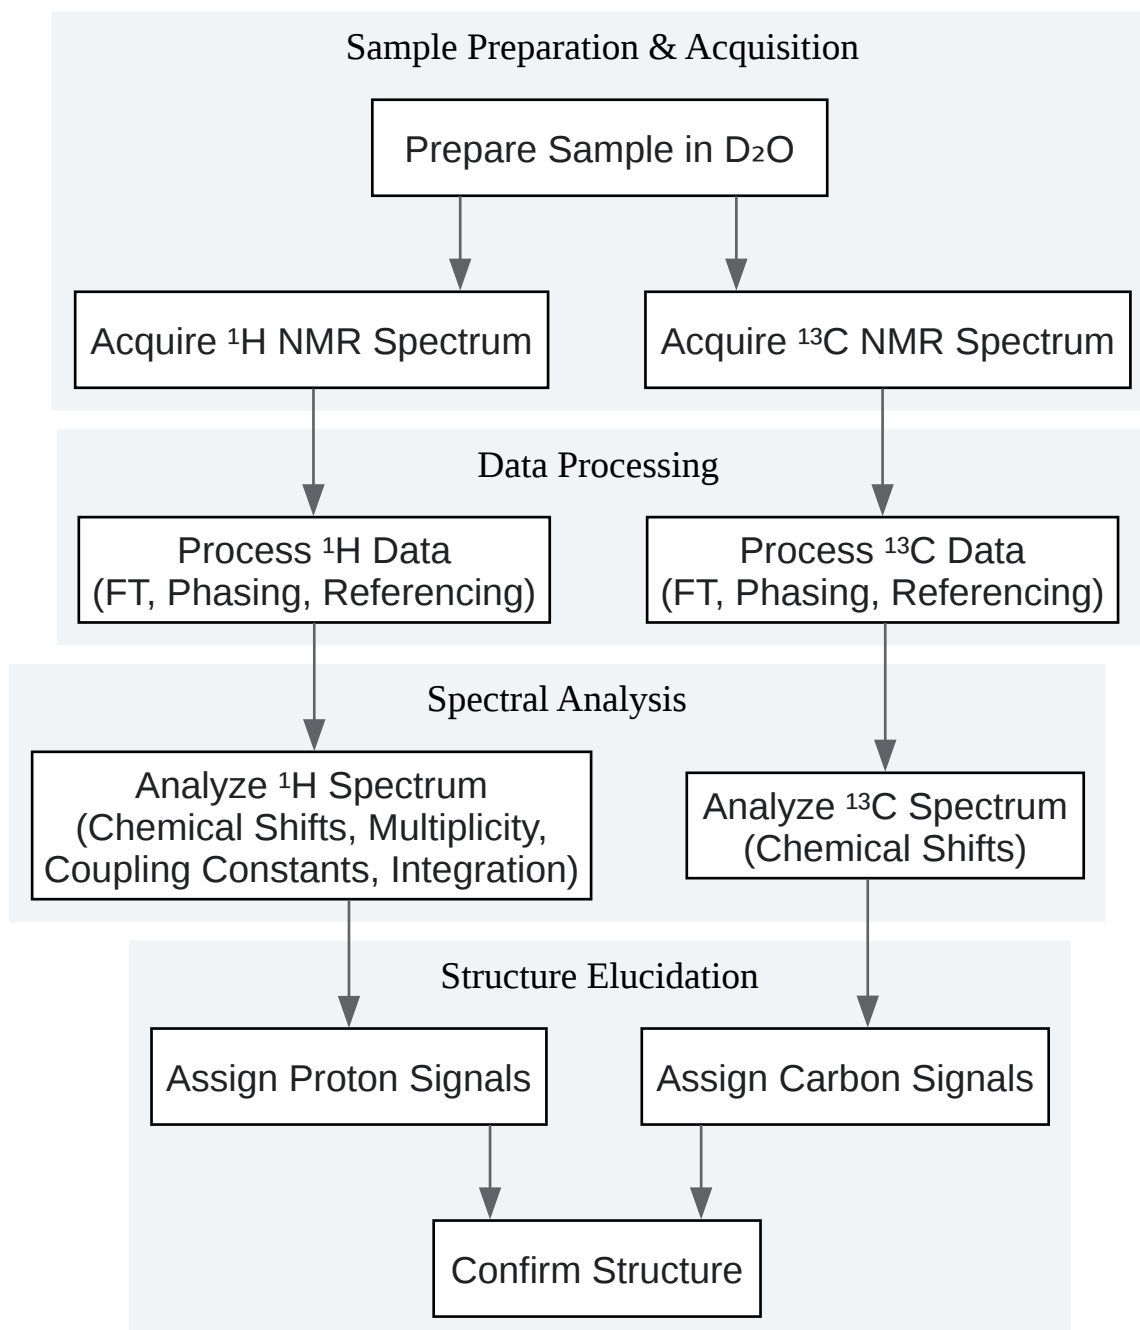 Sample Preparation & Acquisition
Prepare Sample in D₂O
Acquire ¹H NMR Spectrum
Acquire ¹³C NMR Spectrum
Data Processing
Process ¹H Data
(FT, Phasing, Referencing)
Process ¹³C Data
(FT, Phasing, Referencing)
Spectral Analysis
Analyze ¹H Spectrum
(Chemical Shifts, Multiplicity,
Coupling Constants, Integration)
Analyze ¹³C Spectrum
(Chemical Shifts)
Structure Elucidation
Assign Proton Signals
Assign Carbon Signals
Confirm Structure